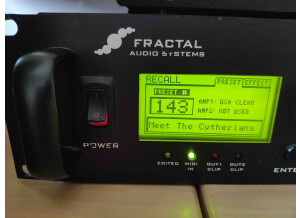 FRACTAL
AUDIO SYSTEMS
RECALL
PRESET EFFECT
PRESET #
143
AMP1: USA CLEAN
AMP2: NOT USED
Meet The Cytherians
POWER
EDITED
MIDI IN
OUT1 CLIP
OUT2 CLIP
ENTE